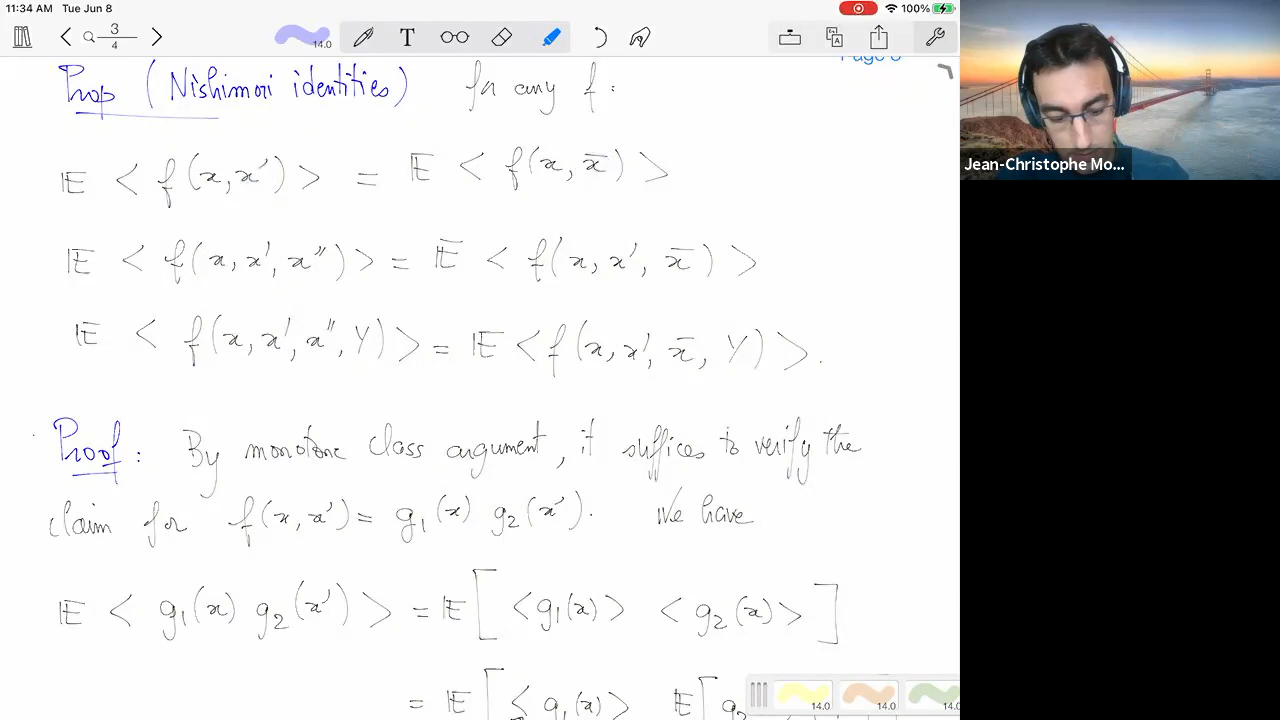 11:34 AM Tue Jun 8
100%
3
4
T
14.0
Page
Prop (Nishimori identities) for any f :
𝔼 < f(x, x') > = 𝔼 < f(x, x̄) >
𝔼 < f(x, x', x'') > = 𝔼 < f(x, x', x̄) >
𝔼 < f(x, x', x'', Y) > = 𝔼 < f(x, x', x̄, Y) >.
Proof : By monotone class argument, it suffices to verify the
claim for f(x, x') = g₁(x) g₂(x'). We have
𝔼 < g₁(x) g₂(x') > = 𝔼 [ <g₁(x)> <g₂(x)> ]
= 𝔼 [ < g₁(x) > 𝔼 [ g₂
14.0 14.0 14.0
Jean-Christophe Mo...